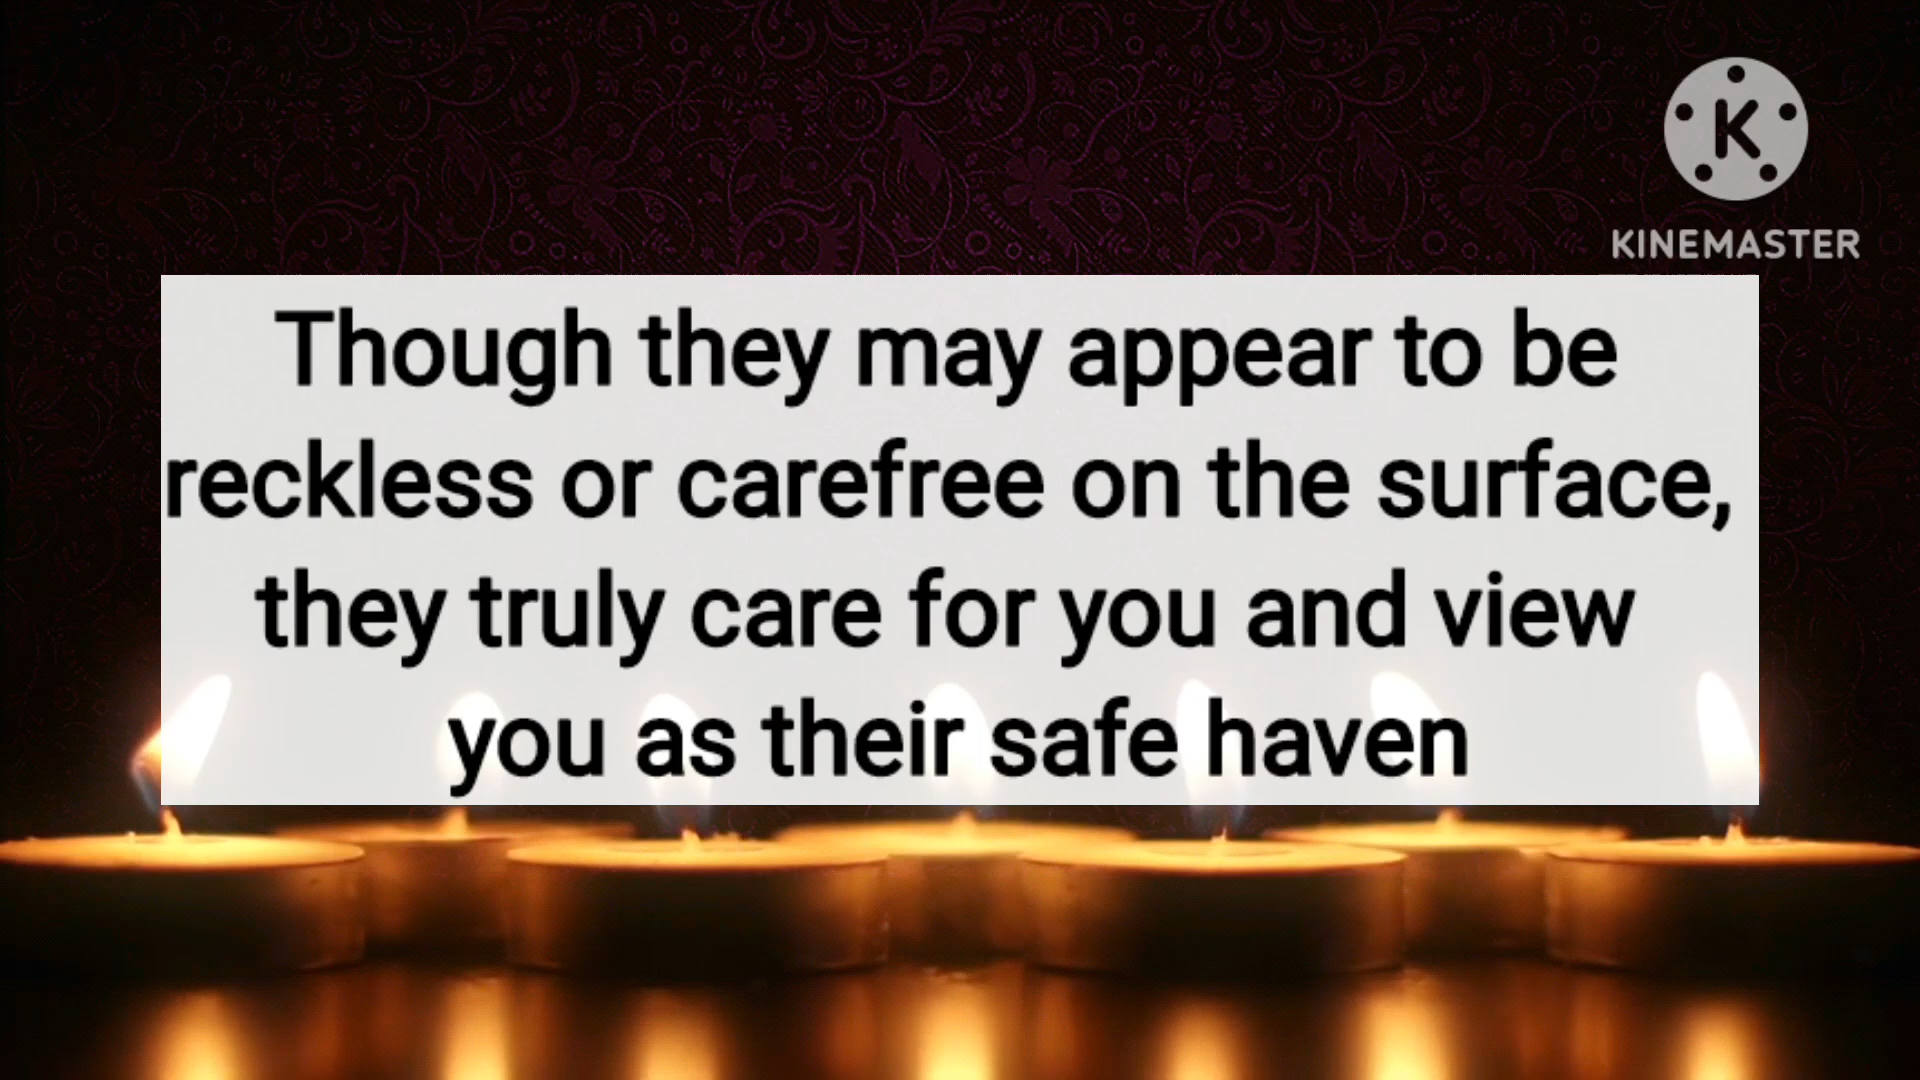 K
KINEMASTER
Though they may appear to be
reckless or carefree on the surface,
they truly care for you and view
you as their safe haven